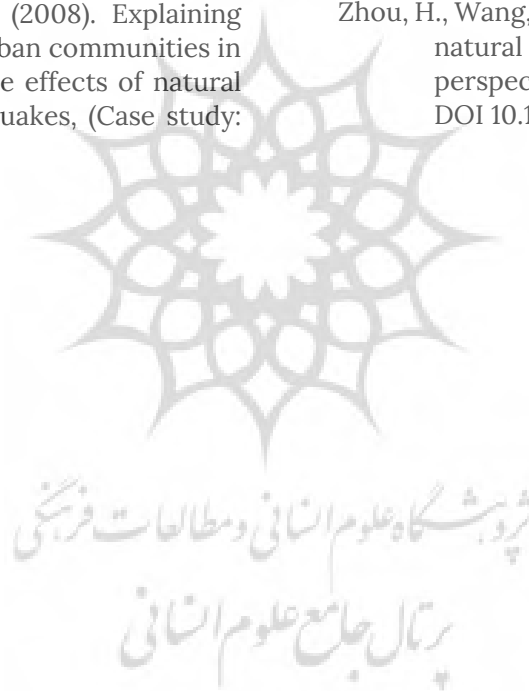 (2008). Explaining
ban communities in
e effects of natural
quakes, (Case study:
Zhou, H., Wang,
natural
perspec
DOI 10.1
پژوهشگاه علوم انسانی و مطالعات فرهنگی
پرتال جامع علوم انسانی